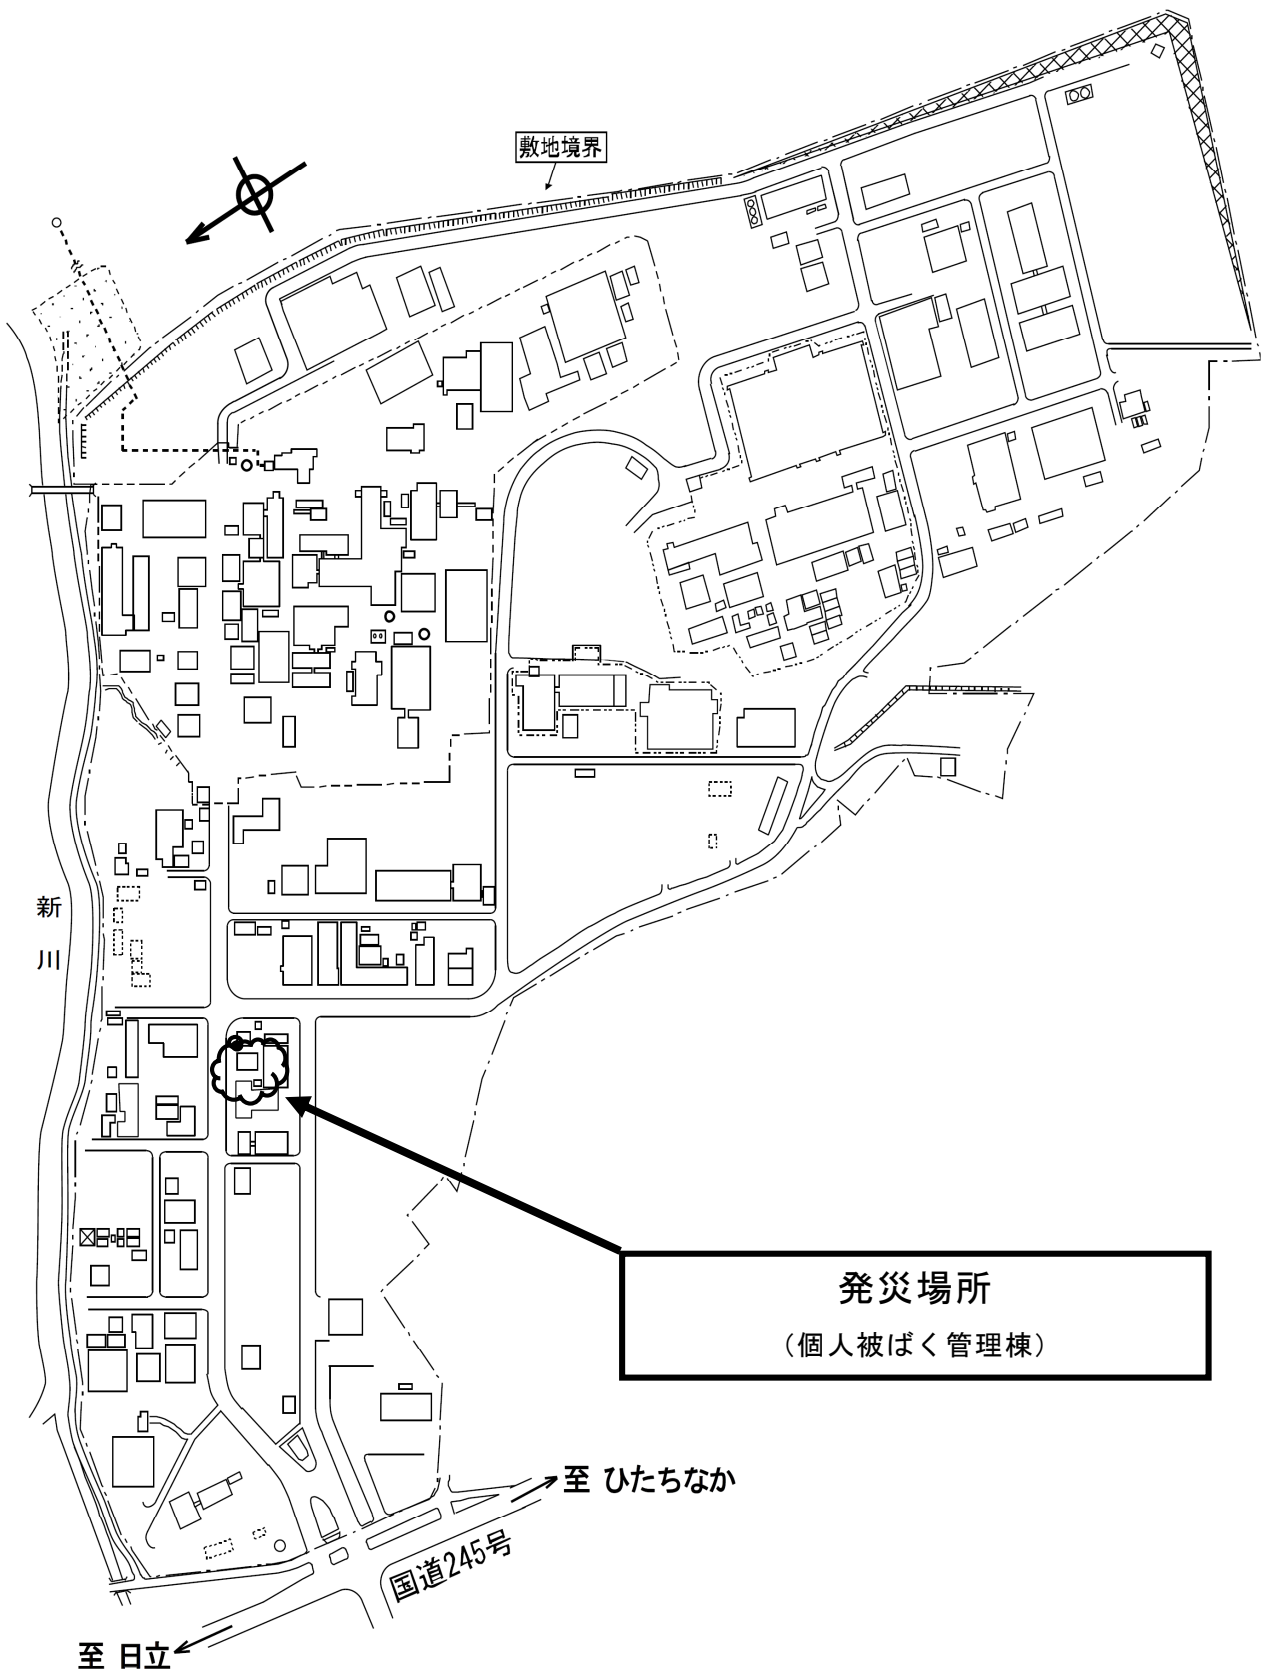 敷地境界
新
川
発災場所
（個人被ばく管理棟）
至 ひたちなか
国道245号
至 日立